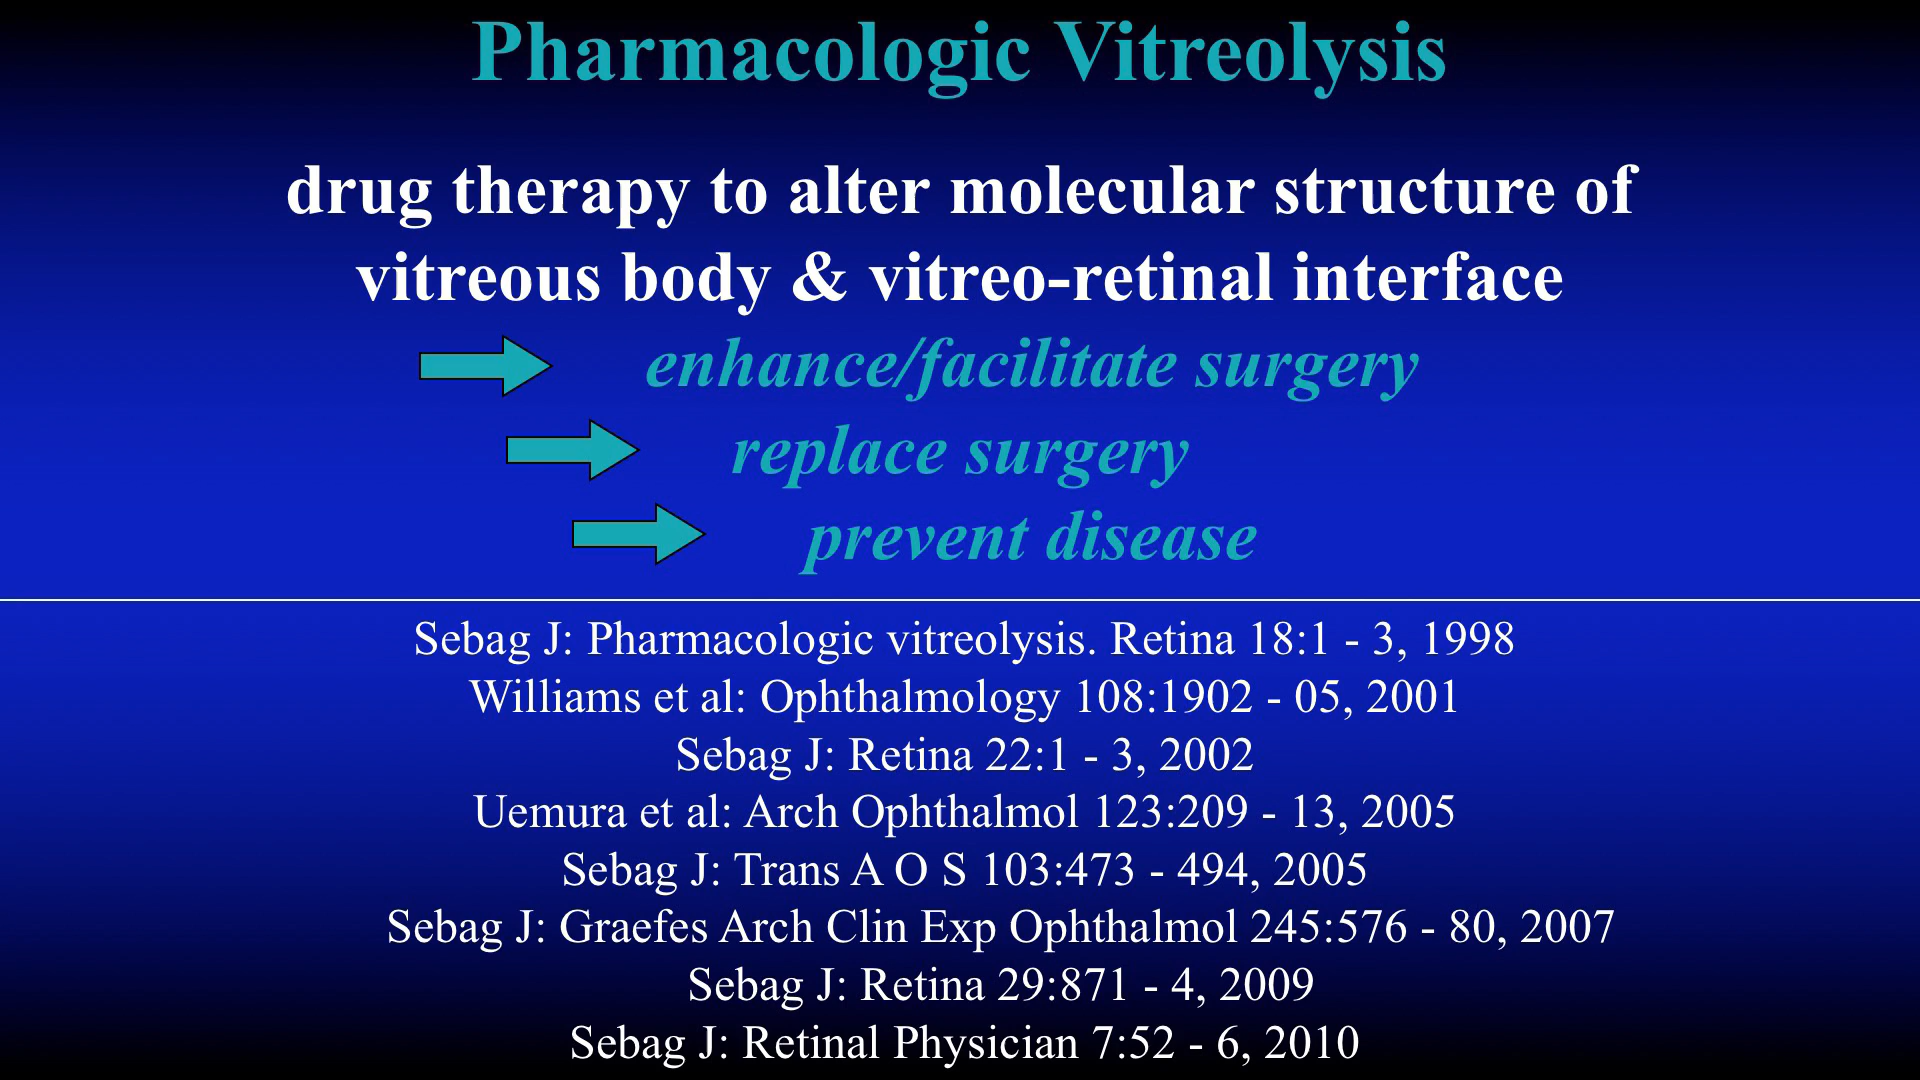 Pharmacologic Vitreolysis
drug therapy to alter molecular structure of
vitreous body & vitreo-retinal interface
enhance/facilitate surgery
replace surgery
prevent disease
Sebag J: Pharmacologic vitreolysis. Retina 18:1 - 3, 1998
Williams et al: Ophthalmology 108:1902 - 05, 2001
Sebag J: Retina 22:1 - 3, 2002
Uemura et al: Arch Ophthalmol 123:209 - 13, 2005
Sebag J: Trans A O S 103:473 - 494, 2005
Sebag J: Graefes Arch Clin Exp Ophthalmol 245:576 - 80, 2007
Sebag J: Retina 29:871 - 4, 2009
Sebag J: Retinal Physician 7:52 - 6, 2010